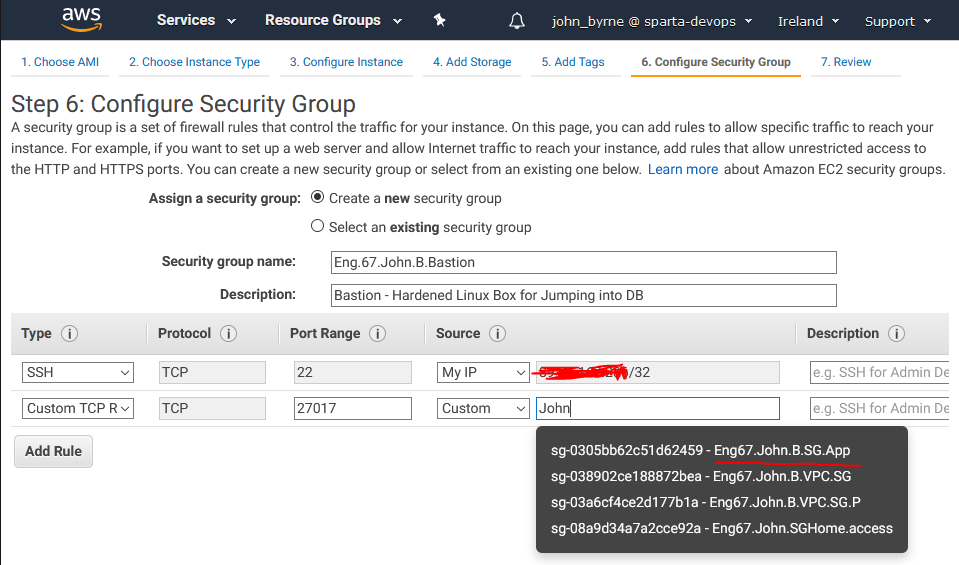 aws Services Resource Groups john_byrne @ sparta-devops Ireland Support
1. Choose AMI 2. Choose Instance Type 3. Configure Instance 4. Add Storage 5. Add Tags 6. Configure Security Group 7. Review
Step 6: Configure Security Group
A security group is a set of firewall rules that control the traffic for your instance. On this page, you can add rules to allow specific traffic to reach your
instance. For example, if you want to set up a web server and allow Internet traffic to reach your instance, add rules that allow unrestricted access to
the HTTP and HTTPS ports. You can create a new security group or select from an existing one below. Learn more about Amazon EC2 security groups.
Assign a security group: Create a new security group
Select an existing security group
Security group name: Eng.67.John.B.Bastion
Description: Bastion - Hardened Linux Box for Jumping into DB
Type i Protocol i Port Range i Source i Description i
SSH TCP 22 My IP /32 e.g. SSH for Admin De
Custom TCP R TCP 27017 Custom John e.g. SSH for Admin De
Add Rule
sg-0305bb62c51d62459 - Eng67.John.B.SG.App
sg-038902ce188872bea - Eng67.John.B.VPC.SG
sg-03a6cf4ce2d177b1a - Eng67.John.B.VPC.SG.P
sg-08a9d34a7a2cce92a - Eng67.John.SGHome.access